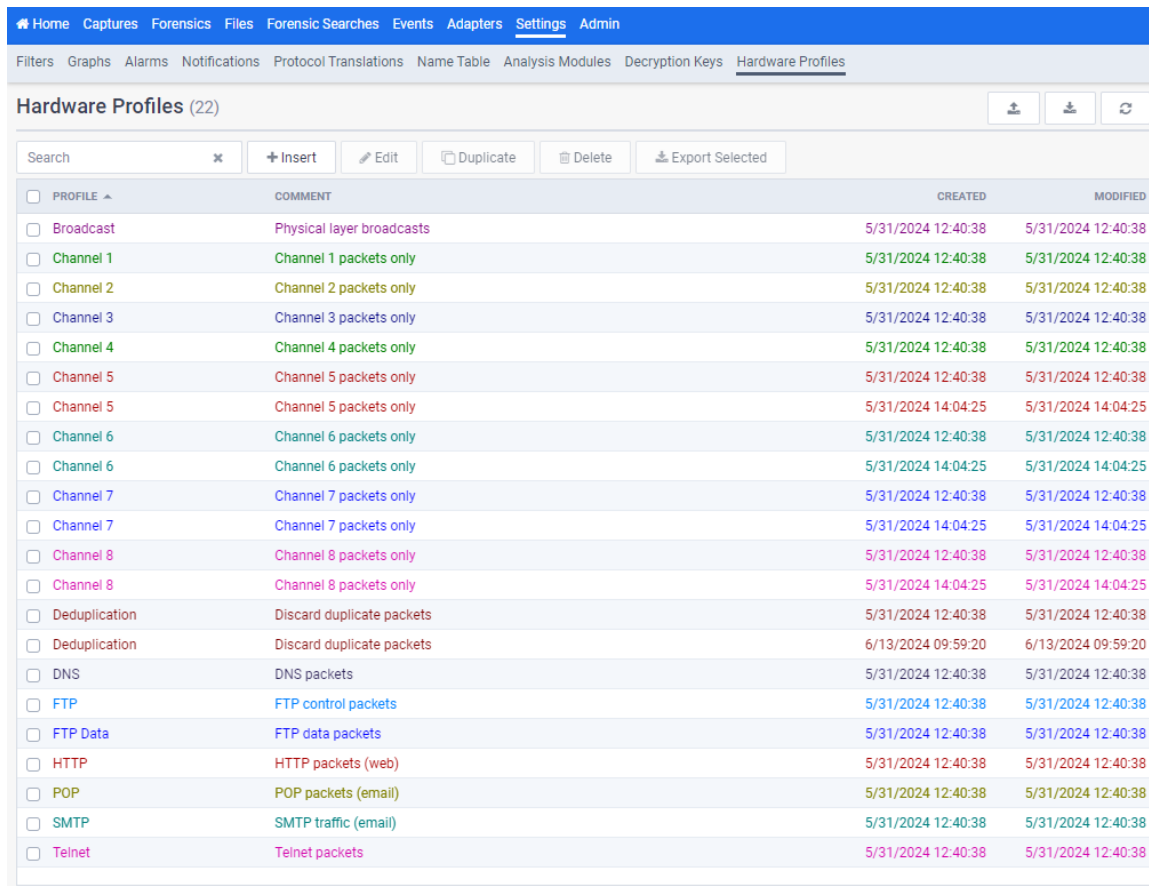 Home Captures Forensics Files Forensic Searches Events Adapters Settings Admin
Filters Graphs Alarms Notifications Protocol Translations Name Table Analysis Modules Decryption Keys Hardware Profiles
Hardware Profiles (22)
Search Insert Edit Duplicate Delete Export Selected
PROFILE COMMENT CREATED MODIFIED
Broadcast Physical layer broadcasts 5/31/2024 12:40:38 5/31/2024 12:40:38
Channel 1 Channel 1 packets only 5/31/2024 12:40:38 5/31/2024 12:40:38
Channel 2 Channel 2 packets only 5/31/2024 12:40:38 5/31/2024 12:40:38
Channel 3 Channel 3 packets only 5/31/2024 12:40:38 5/31/2024 12:40:38
Channel 4 Channel 4 packets only 5/31/2024 12:40:38 5/31/2024 12:40:38
Channel 5 Channel 5 packets only 5/31/2024 12:40:38 5/31/2024 12:40:38
Channel 5 Channel 5 packets only 5/31/2024 14:04:25 5/31/2024 14:04:25
Channel 6 Channel 6 packets only 5/31/2024 12:40:38 5/31/2024 12:40:38
Channel 6 Channel 6 packets only 5/31/2024 14:04:25 5/31/2024 14:04:25
Channel 7 Channel 7 packets only 5/31/2024 12:40:38 5/31/2024 12:40:38
Channel 7 Channel 7 packets only 5/31/2024 14:04:25 5/31/2024 14:04:25
Channel 8 Channel 8 packets only 5/31/2024 12:40:38 5/31/2024 12:40:38
Channel 8 Channel 8 packets only 5/31/2024 14:04:25 5/31/2024 14:04:25
Deduplication Discard duplicate packets 5/31/2024 12:40:38 5/31/2024 12:40:38
Deduplication Discard duplicate packets 6/13/2024 09:59:20 6/13/2024 09:59:20
DNS DNS packets 5/31/2024 12:40:38 5/31/2024 12:40:38
FTP FTP control packets 5/31/2024 12:40:38 5/31/2024 12:40:38
FTP Data FTP data packets 5/31/2024 12:40:38 5/31/2024 12:40:38
HTTP HTTP packets (web) 5/31/2024 12:40:38 5/31/2024 12:40:38
POP POP packets (email) 5/31/2024 12:40:38 5/31/2024 12:40:38
SMTP SMTP traffic (email) 5/31/2024 12:40:38 5/31/2024 12:40:38
Telnet Telnet packets 5/31/2024 12:40:38 5/31/2024 12:40:38